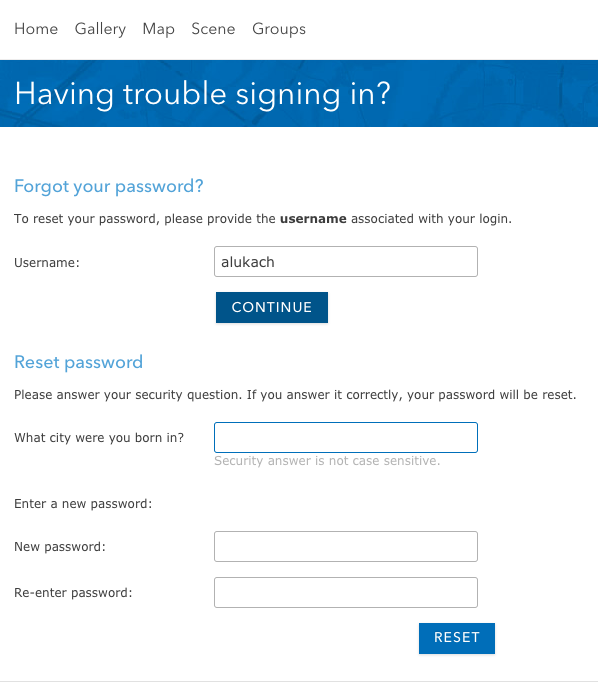 Home Gallery Map Scene Groups
Having trouble signing in?
Forgot your password?
To reset your password, please provide the username associated with your login.
Username: alukach
CONTINUE
Reset password
Please answer your security question. If you answer it correctly, your password will be reset.
What city were you born in?
Security answer is not case sensitive.
Enter a new password:
New password:
Re-enter password:
RESET